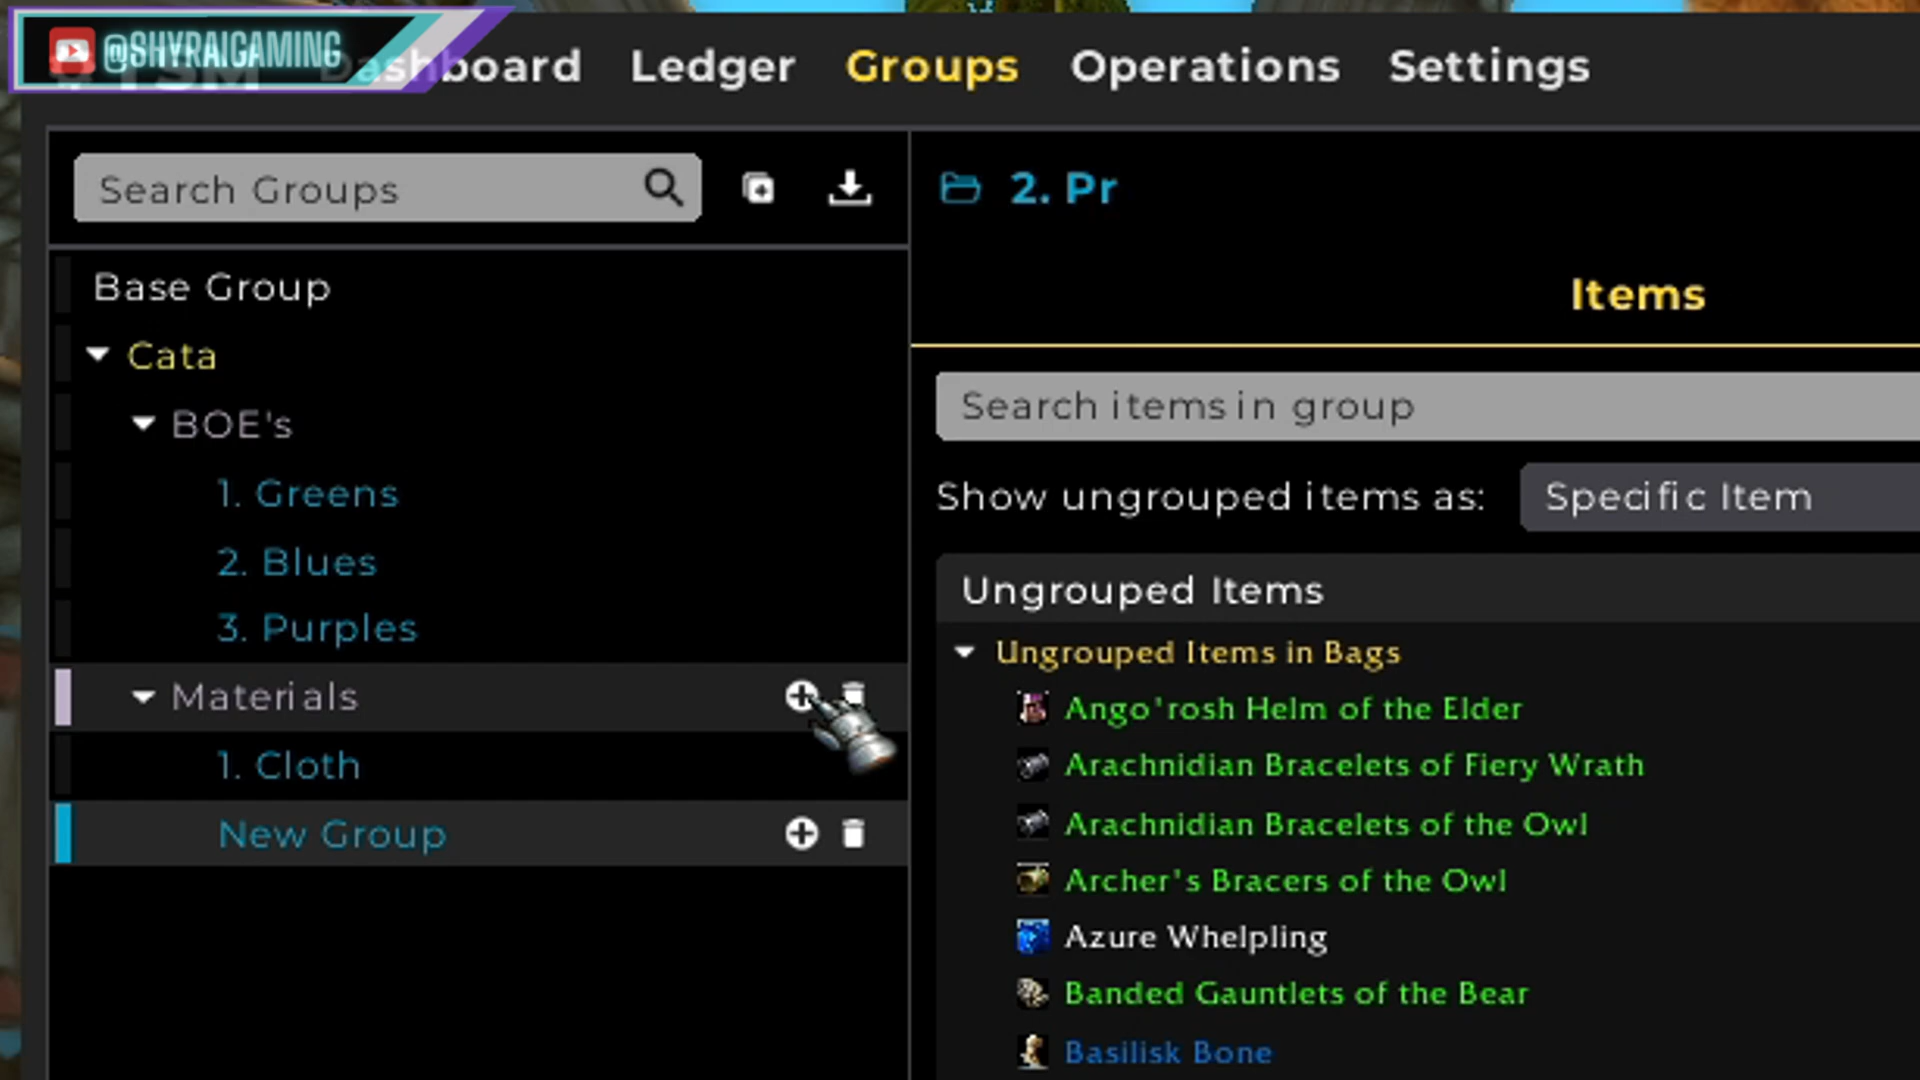 @SHYRAIGAMING
TSM Dashboard Ledger Groups Operations Settings
Search Groups
2. Pr
Base Group
Items
Cata
BOE's
Search items in group
1. Greens
Show ungrouped items as: Specific Item
2. Blues
Ungrouped Items
3. Purples
Ungrouped Items in Bags
Materials
Ango'rosh Helm of the Elder
1. Cloth
Arachnidian Bracelets of Fiery Wrath
New Group
Arachnidian Bracelets of the Owl
Archer's Bracers of the Owl
Azure Whelpling
Banded Gauntlets of the Bear
Basilisk Bone